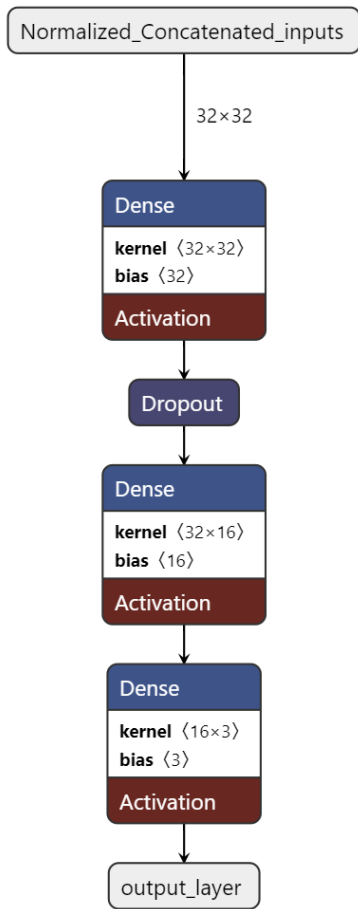 Normalized_Concatenated_inputs
32×32
Dense
kernel 〈32×32〉
bias 〈32〉
Activation
Dropout
Dense
kernel 〈32×16〉
bias 〈16〉
Activation
Dense
kernel 〈16×3〉
bias 〈3〉
Activation
output_layer